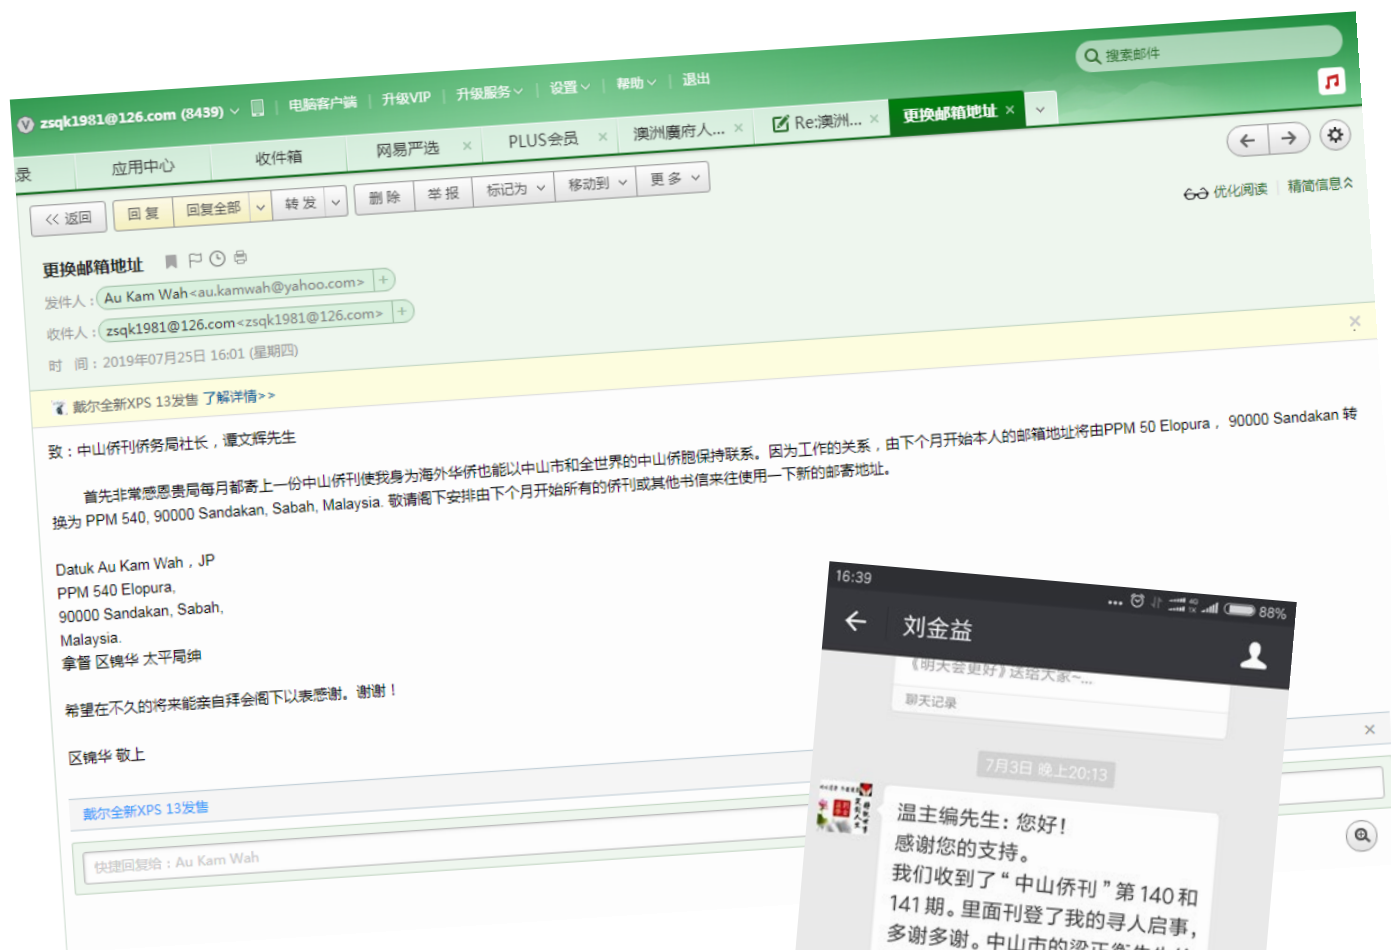 zsqk1981@126.com (8439) 电脑客户端 升级VIP 升级服务 设置 帮助 退出
搜索邮件
录 应用中心 收件箱 网易严选 × PLUS会员 × 澳洲廣府人... × Re:澳洲... × 更换邮箱地址 ×
<< 返回 回复 回复全部 转发 删除 举报 标记为 移动到 更多
优化阅读 精简信息
更换邮箱地址
发件人：Au Kam Wah<au.kamwah@yahoo.com> +
收件人：zsqk1981@126.com<zsqk1981@126.com> +
时 间：2019年07月25日 16:01 (星期四)
戴尔全新XPS 13发售 了解详情>>
致：中山侨刊侨务局社长，谭文辉先生
首先非常感恩贵局每月都寄上一份中山侨刊使我身为海外华侨也能以中山市和全世界的中山侨胞保持联系。因为工作的关系，由下个月开始本人的邮箱地址将由PPM 50 Elopura， 90000 Sandakan 转
换为 PPM 540, 90000 Sandakan, Sabah, Malaysia. 敬请阁下安排由下个月开始所有的侨刊或其他书信来往使用一下新的邮寄地址。
Datuk Au Kam Wah，JP
PPM 540 Elopura,
90000 Sandakan, Sabah,
Malaysia.
拿督 区锦华 太平局绅
希望在不久的将来能亲自拜会阁下以表感谢。谢谢！
区锦华 敬上
戴尔全新XPS 13发售
快捷回复给：Au Kam Wah
16:39
88%
刘金益
《明天会更好》送给大家~...
聊天记录
7月3日 晚上20:13
温主编先生：您好！
感谢您的支持。
我们收到了“中山侨刊”第140和
141期。里面刊登了我的寻人启事，
多谢多谢。中山市的梁正衡先生